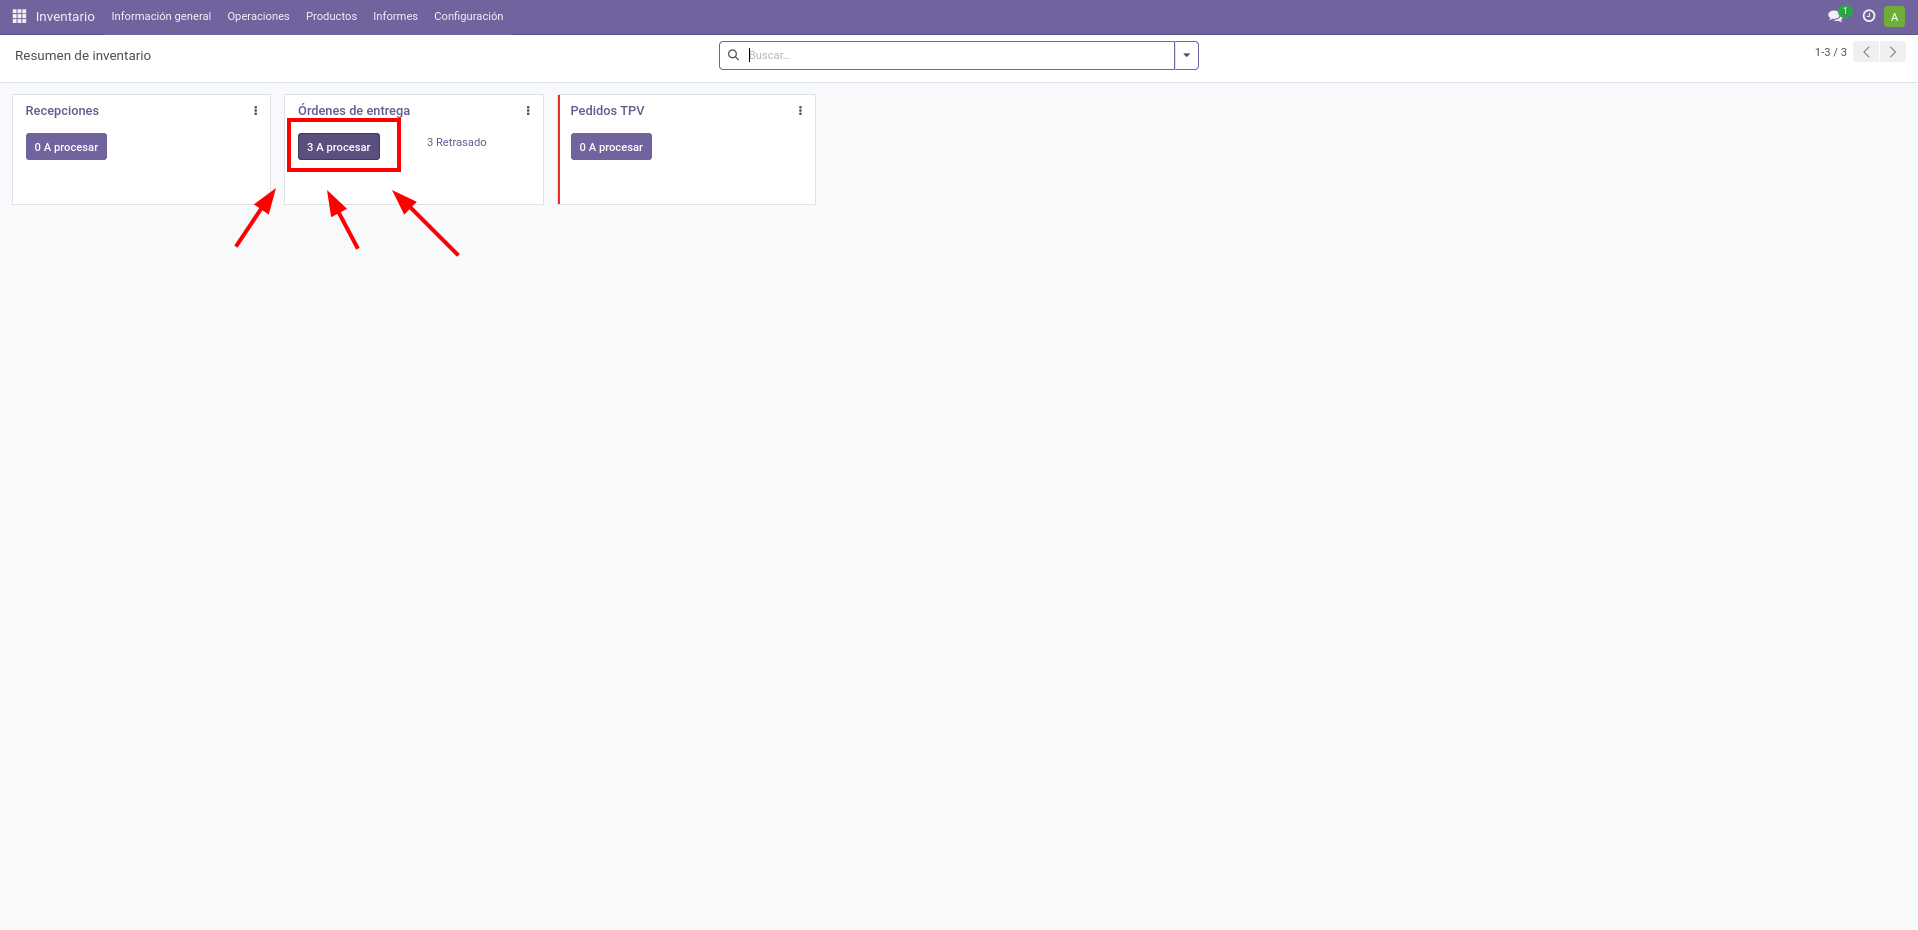 Inventario Información general Operaciones Productos Informes Configuración 1 A
Resumen de inventario Buscar... 1-3 / 3
Recepciones Órdenes de entrega Pedidos TPV
0 A procesar 3 A procesar 3 Retrasado 0 A procesar